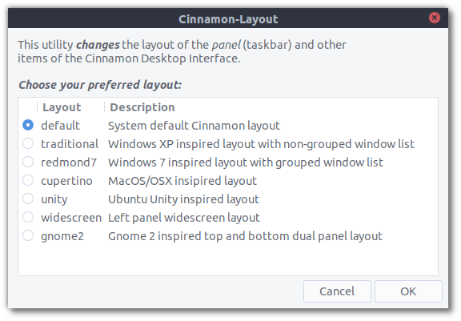 Cinnamon-Layout
This utility changes the layout of the panel (taskbar) and other
items of the Cinnamon Desktop Interface.
Choose your preferred layout:
Layout Description
default System default Cinnamon layout
traditional Windows XP inspired layout with non-grouped window list
redmond7 Windows 7 inspired layout with grouped window list
cupertino MacOS/OSX insipired layout
unity Ubuntu Unity inspired layout
widescreen Left panel widescreen layout
gnome2 Gnome 2 inspired top and bottom dual panel layout
Cancel OK